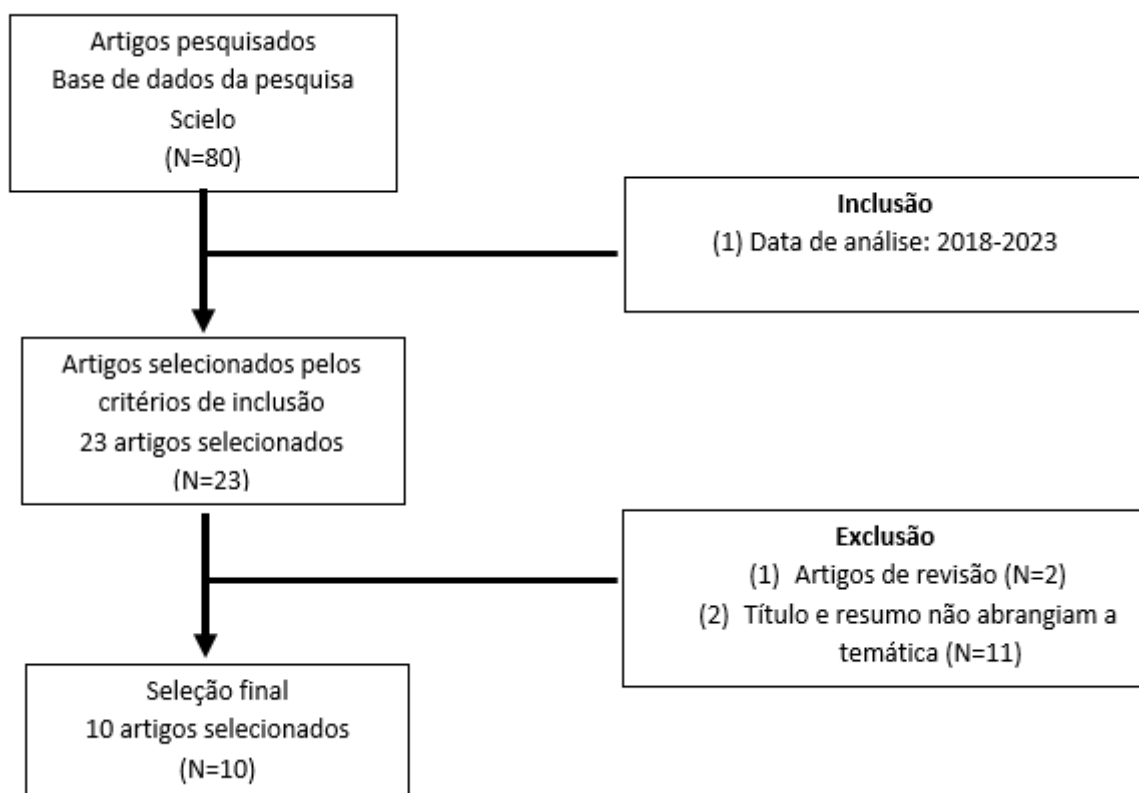 Artigos pesquisados
Base de dados da pesquisa
Scielo
(N=80)
Inclusão
(1) Data de análise: 2018-2023
Artigos selecionados pelos
critérios de inclusão
23 artigos selecionados
(N=23)
Exclusão
(1) Artigos de revisão (N=2)
(2) Título e resumo não abrangiam a
temática (N=11)
Seleção final
10 artigos selecionados
(N=10)